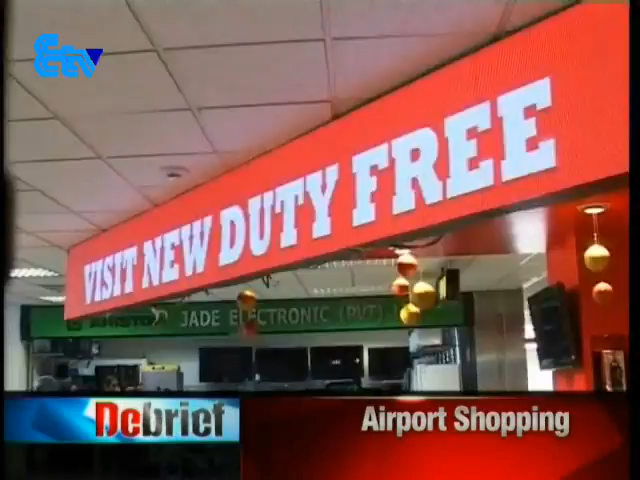 etv
VISIT NEW DUTY FREE
JADE ELECTRONIC (PVT)
Debrief
Airport Shopping